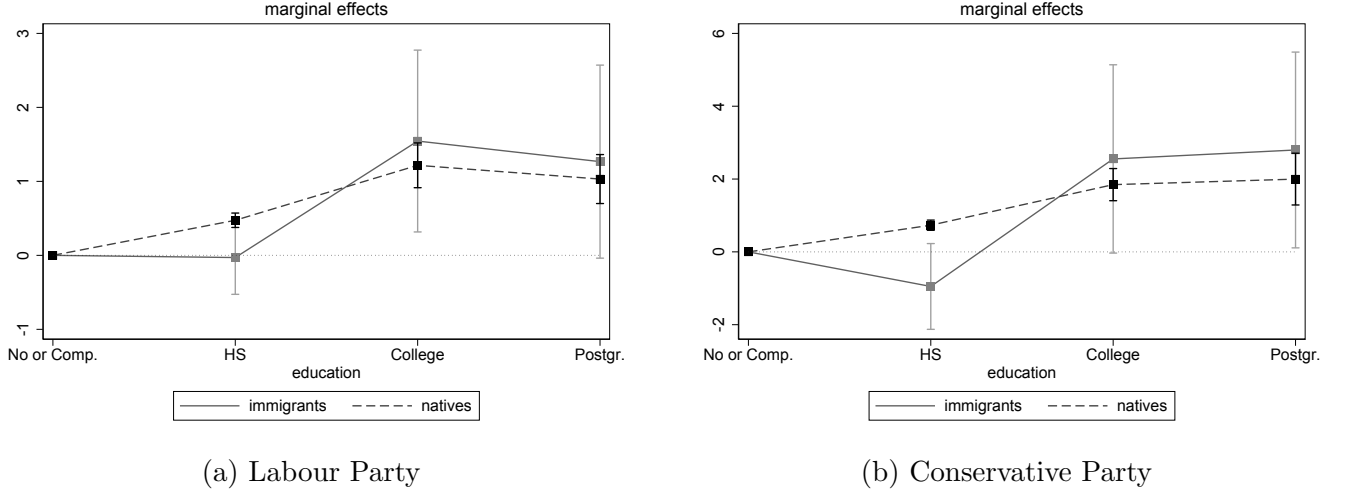 marginal effects
3
2
1
0
-1
No or Comp. HS College Postgr.
education
immigrants natives
(a) Labour Party
marginal effects
6
4
2
0
-2
No or Comp. HS College Postgr.
education
immigrants natives
(b) Conservative Party